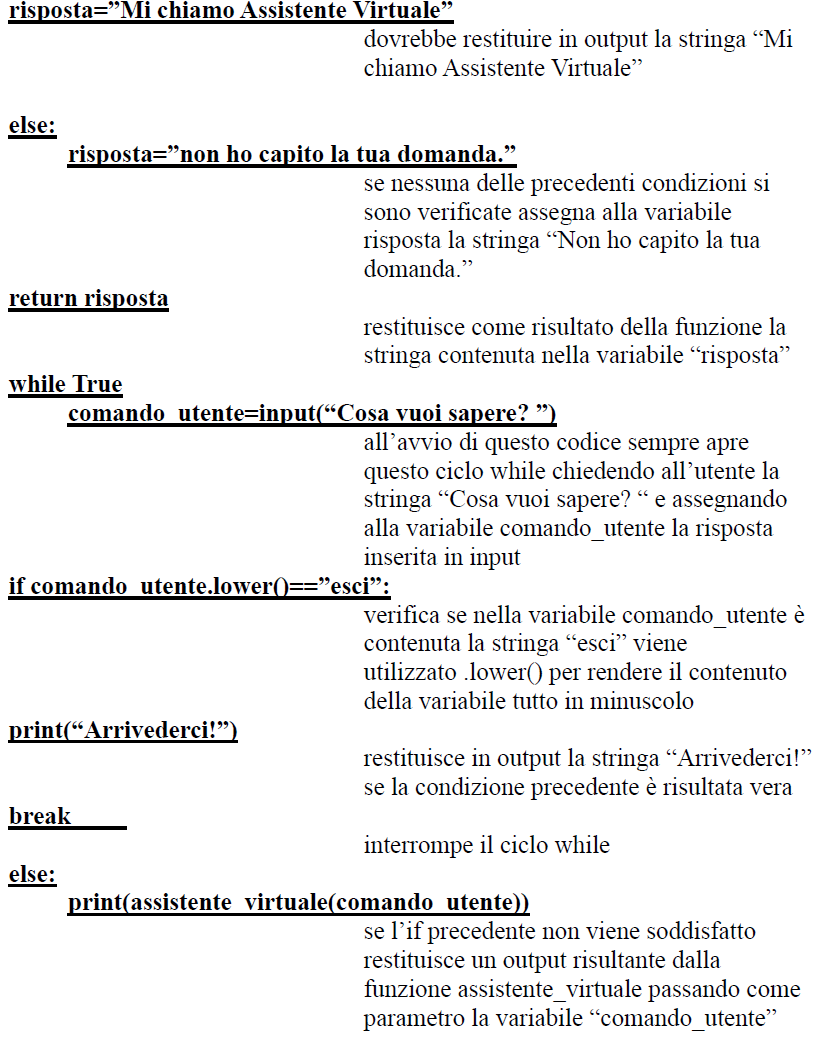 risposta=”Mi chiamo Assistente Virtuale”
dovrebbe restituire in output la stringa “Mi
chiamo Assistente Virtuale”
else:
risposta=”non ho capito la tua domanda.”
se nessuna delle precedenti condizioni si
sono verificate assegna alla variabile
risposta la stringa “Non ho capito la tua
domanda.”
return risposta
restituisce come risultato della funzione la
stringa contenuta nella variabile “risposta”
while True
comando_utente=input(“Cosa vuoi sapere? ”)
all’avvio di questo codice sempre apre
questo ciclo while chiedendo all’utente la
stringa “Cosa vuoi sapere? “ e assegnando
alla variabile comando_utente la risposta
inserita in input
if comando_utente.lower()==”esci”:
verifica se nella variabile comando_utente è
contenuta la stringa “esci” viene
utilizzato .lower() per rendere il contenuto
della variabile tutto in minuscolo
print(“Arrivederci!”)
restituisce in output la stringa “Arrivederci!”
se la condizione precedente è risultata vera
break
interrompe il ciclo while
else:
print(assistente_virtuale(comando_utente))
se l’if precedente non viene soddisfatto
restituisce un output risultante dalla
funzione assistente_virtuale passando come
parametro la variabile “comando_utente”